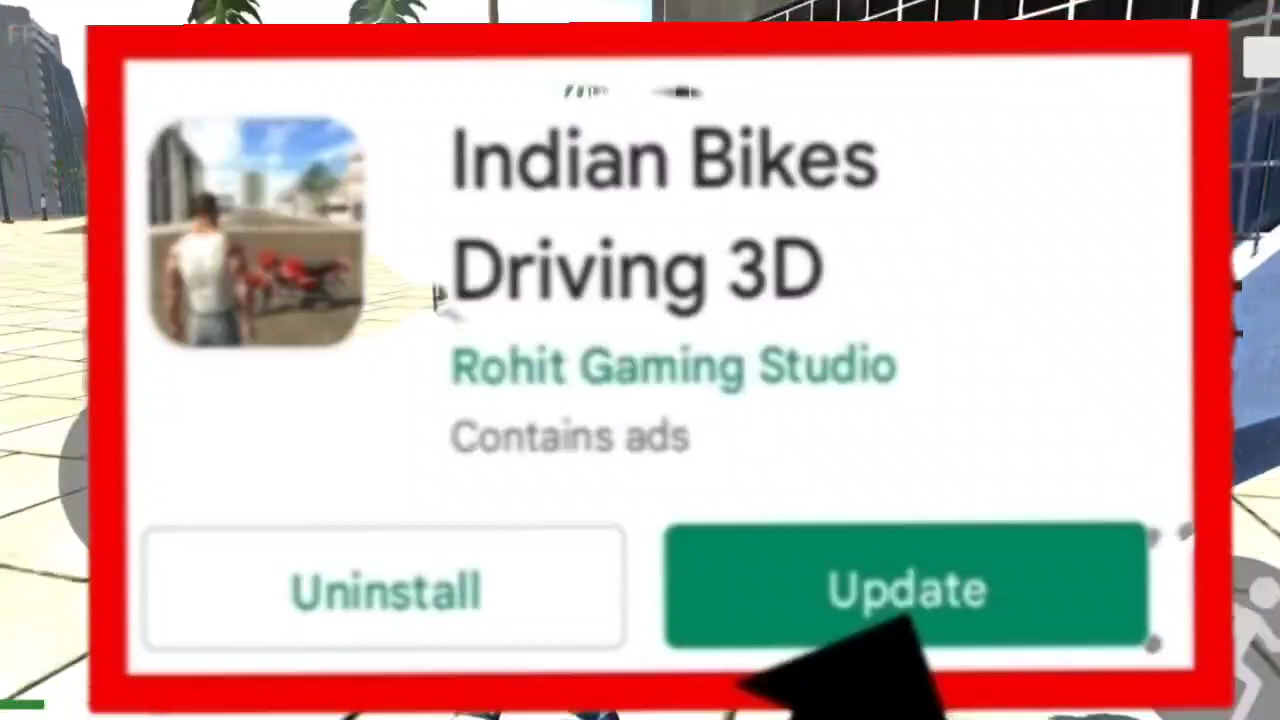 Indian Bikes
Driving 3D
Rohit Gaming Studio
Contains ads
Uninstall
Update